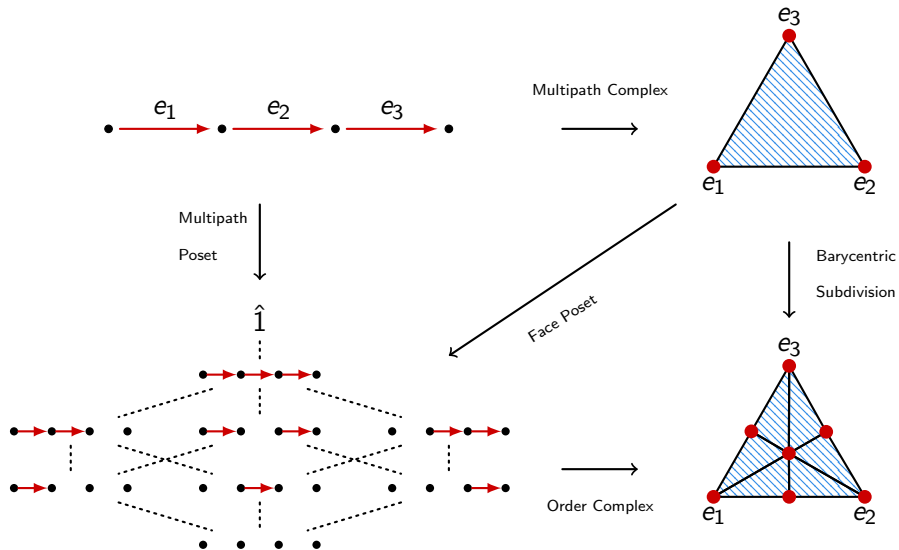 e₃
Multipath Complex
e₁ e₂ e₃
e₁ e₂
Multipath
Poset
Barycentric
Subdivision
Face Poset
1̂
e₃
Order Complex
e₁ e₂